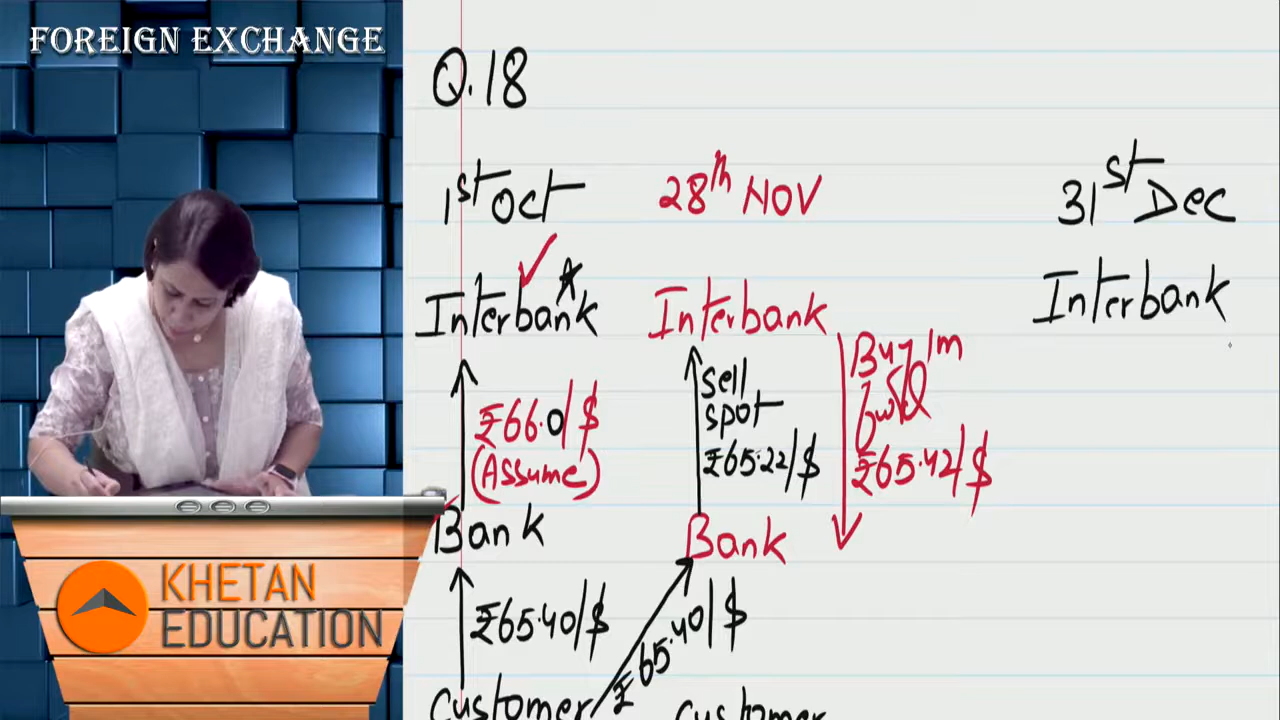 FOREIGN EXCHANGE
Q.18
1st Oct
28th NOV
31st Dec
Interbank
Interbank
Interbank
₹66.0/$
(Assume)
sell
spot
₹65.22/$
Buy 1m
fwd
₹65.42/$
Bank
Bank
₹65.40/$
₹65.40/$
customer
customer
KHETAN
EDUCATION